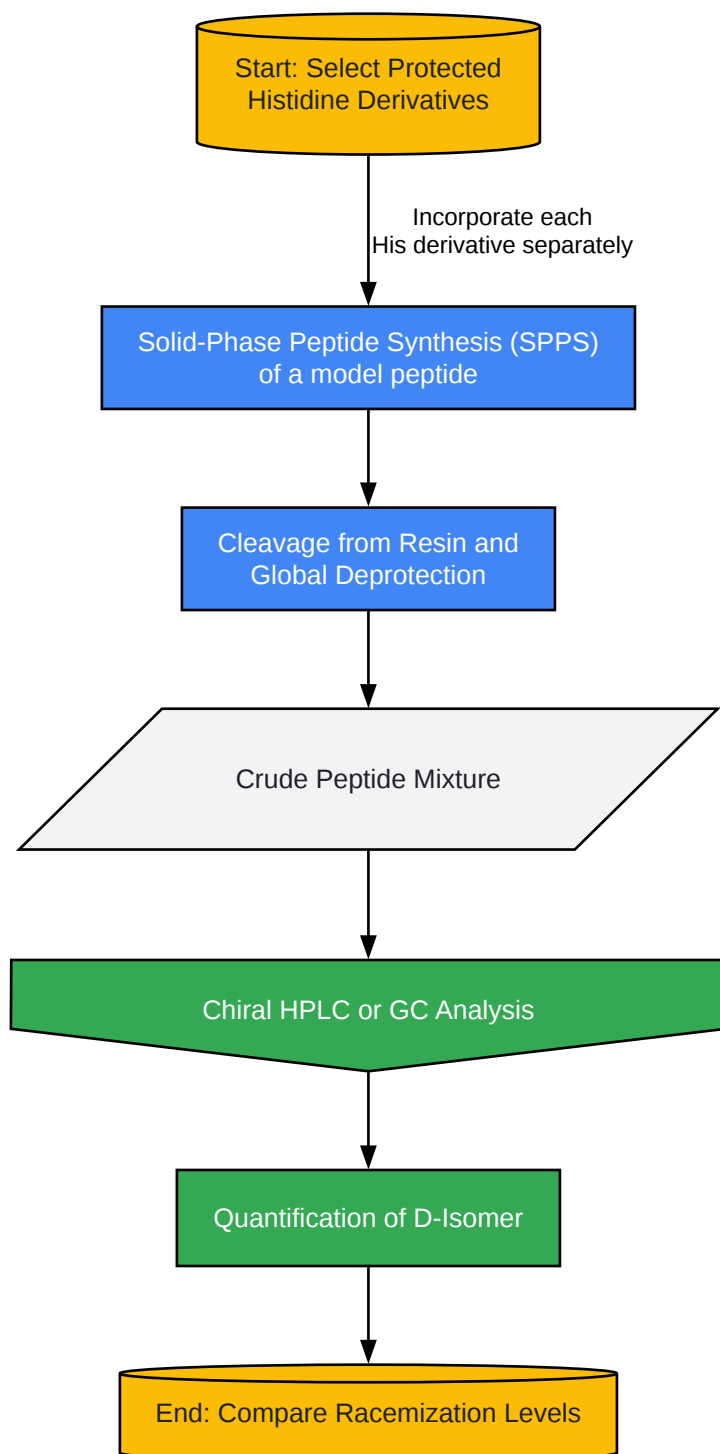 Start: Select Protected
Histidine Derivatives
Incorporate each
His derivative separately
Solid-Phase Peptide Synthesis (SPPS)
of a model peptide
Cleavage from Resin and
Global Deprotection
Crude Peptide Mixture
Chiral HPLC or GC Analysis
Quantification of D-Isomer
End: Compare Racemization Levels